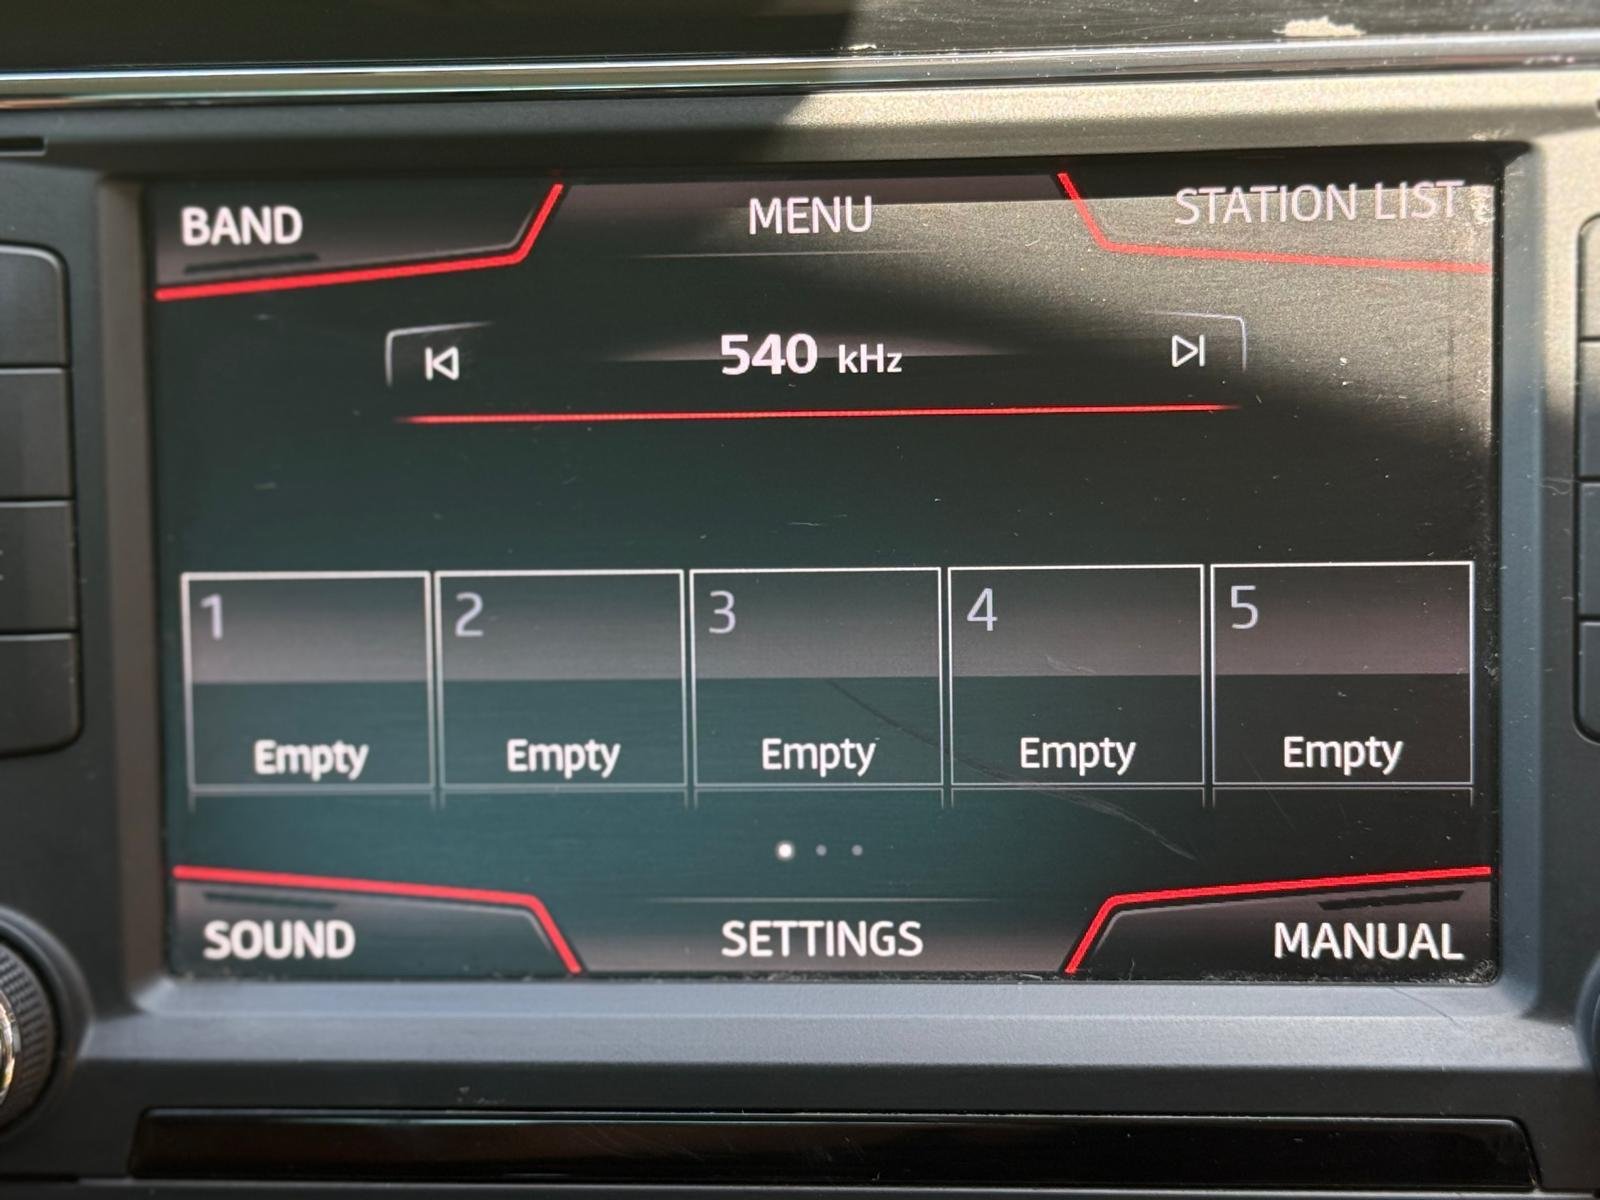 BAND MENU STATION LIST
540 kHz
1 2 3 4 5
Empty Empty Empty Empty Empty
SOUND SETTINGS MANUAL